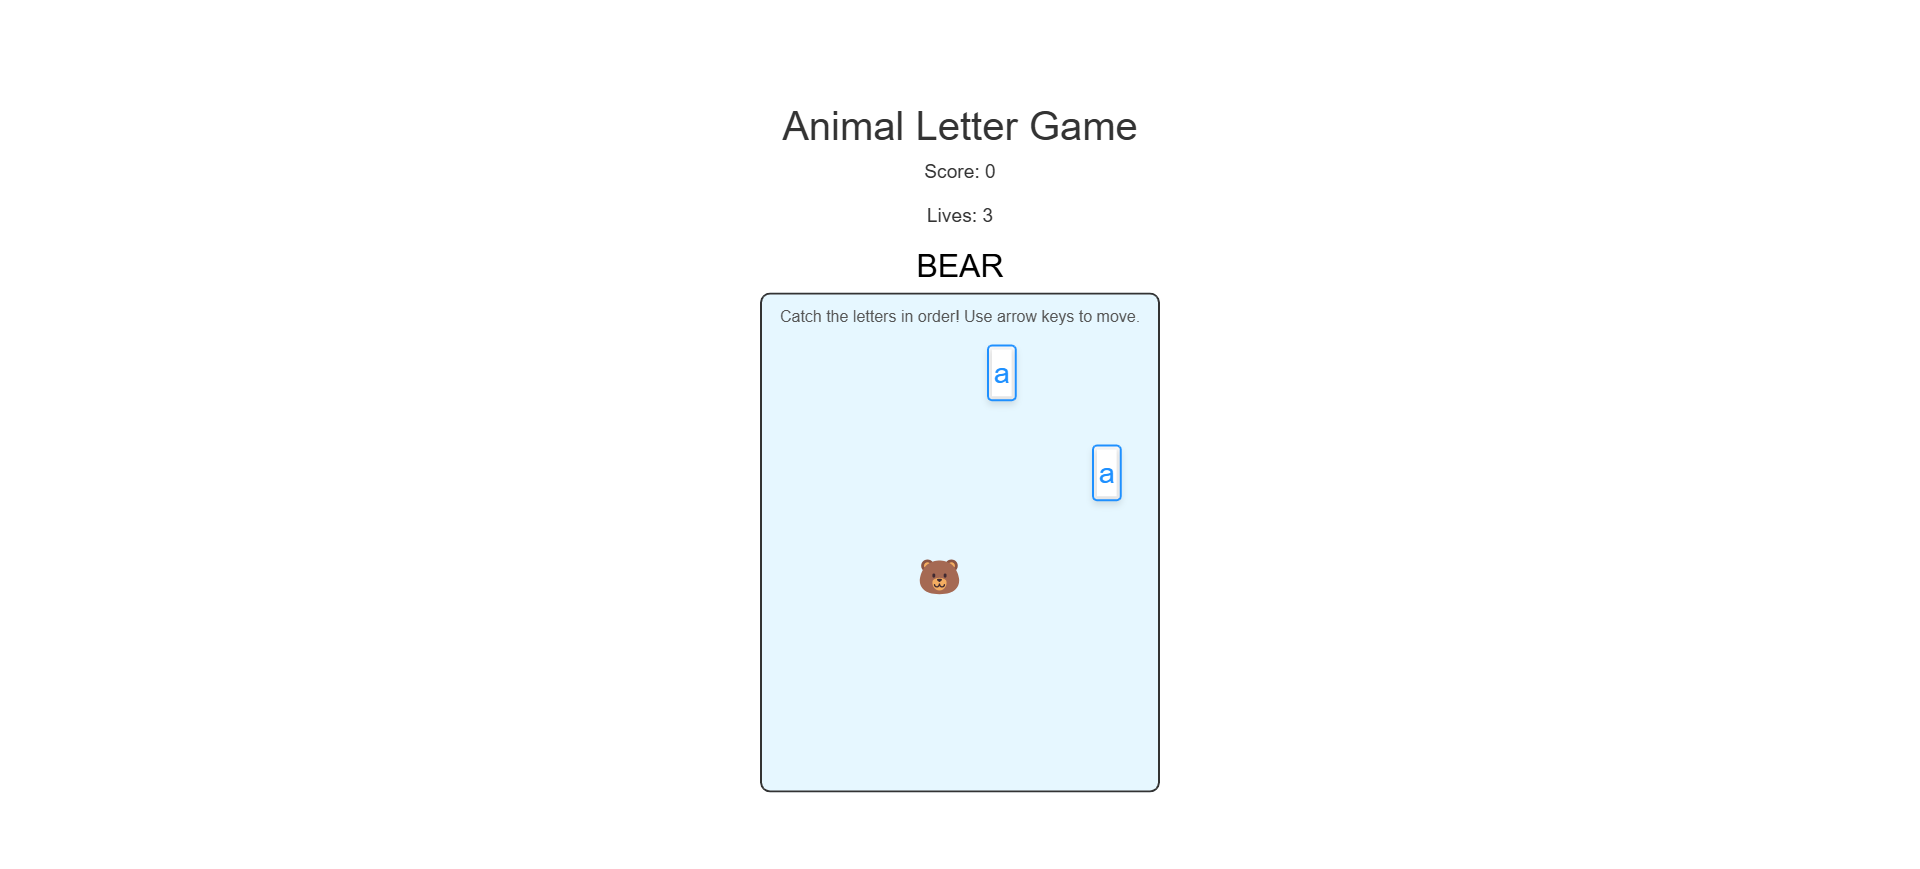 Animal Letter Game
Score: 0
Lives: 3
BEAR
Catch the letters in order! Use arrow keys to move.
a
a